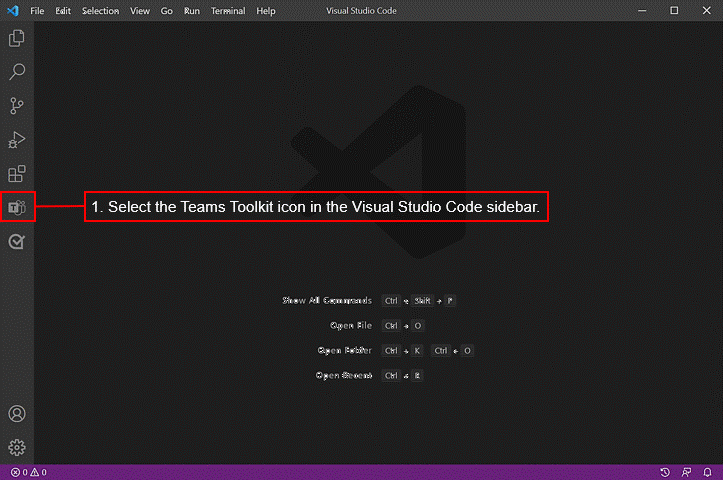 File Edit Selection View Go Run Terminal Help Visual Studio Code
1. Select the Teams Toolkit icon in the Visual Studio Code sidebar.
Show All Commands Ctrl + Shift + P
Open File Ctrl + O
Open Folder Ctrl + K Ctrl + O
Open Recent Ctrl + R
0 0